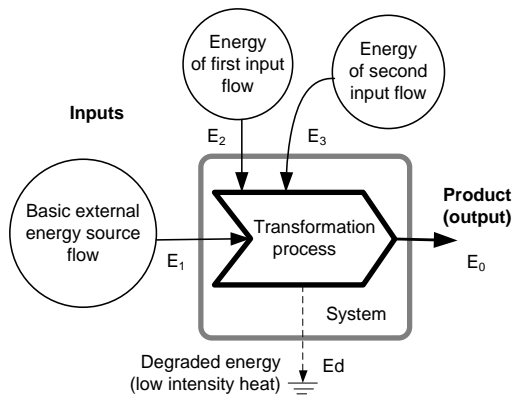 Energy
of first input
flow
Energy
of second
input flow
Inputs
E2
E3
Basic external
energy source
flow
E1
Transformation
process
Product
(output)
E0
System
Degraded energy
(low intensity heat)
Ed